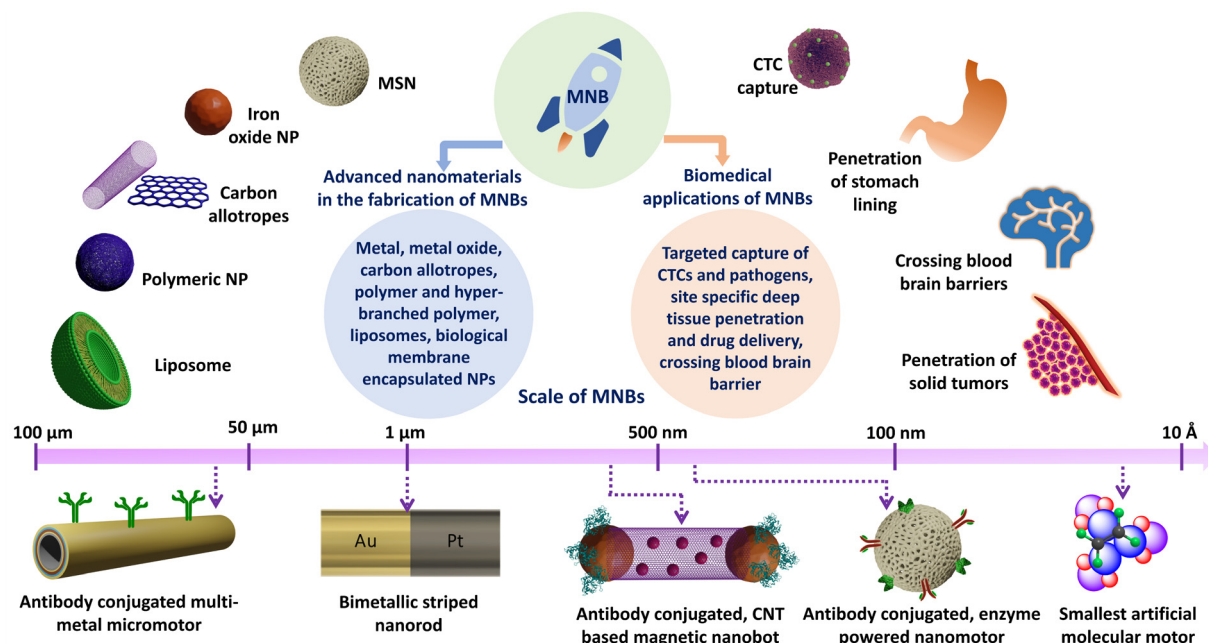 MNB
MSN
Iron
oxide NP
Carbon
allotropes
Polymeric NP
Liposome
Advanced nanomaterials
in the fabrication of MNBs
Metal, metal oxide,
carbon allotropes,
polymer and hyper-
branched polymer,
liposomes, biological
membrane
encapsulated NPs
Biomedical
applications of MNBs
Targeted capture of
CTCs and pathogens,
site specific deep
tissue penetration
and drug delivery,
crossing blood brain
barrier
CTC
capture
Penetration
of stomach
lining
Crossing blood
brain barriers
Penetration of
solid tumors
Scale of MNBs
100 µm
50 µm
1 µm
500 nm
100 nm
10 Å
Au
Pt
Antibody conjugated multi-
metal micromotor
Bimetallic striped
nanorod
Antibody conjugated, CNT
based magnetic nanobot
Antibody conjugated, enzyme
powered nanomotor
Smallest artificial
molecular motor